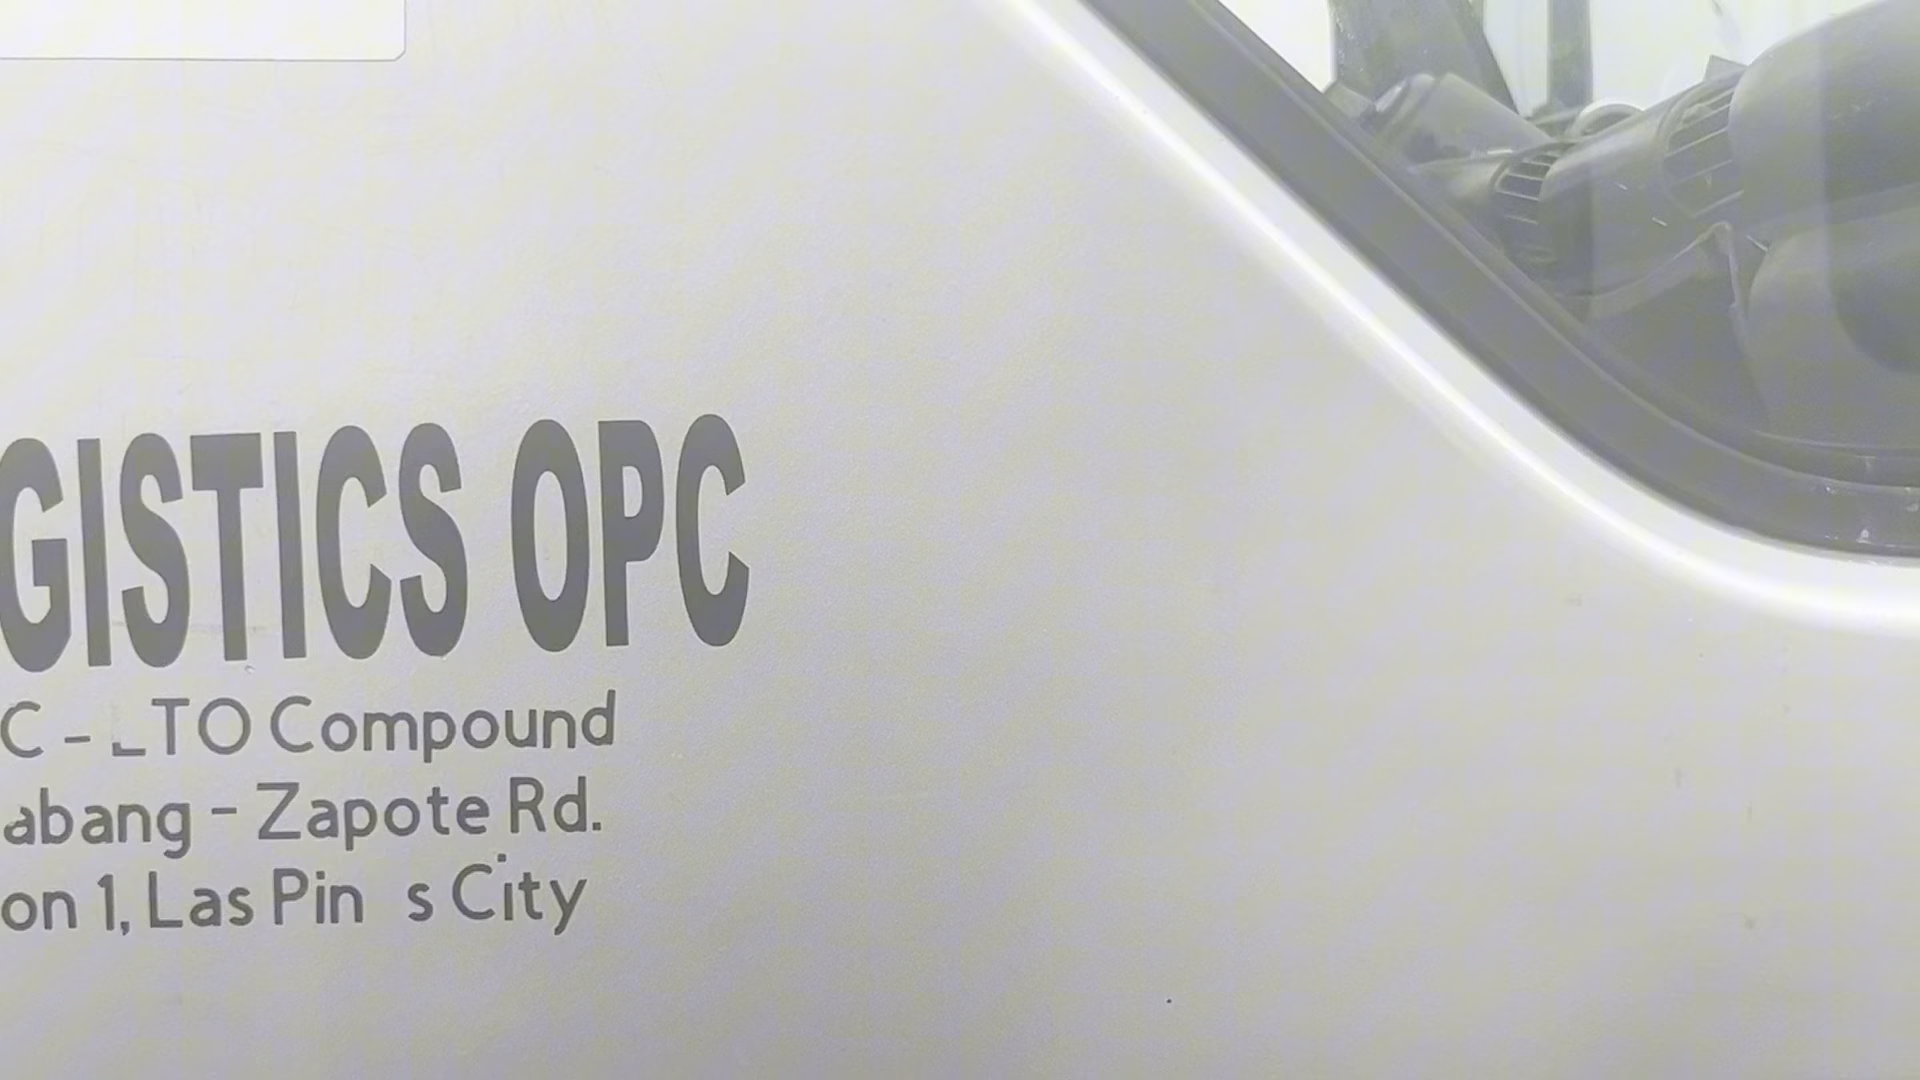 GISTICS OPC
C - LTO Compound
abang - Zapote Rd.
on 1, Las Pin s City